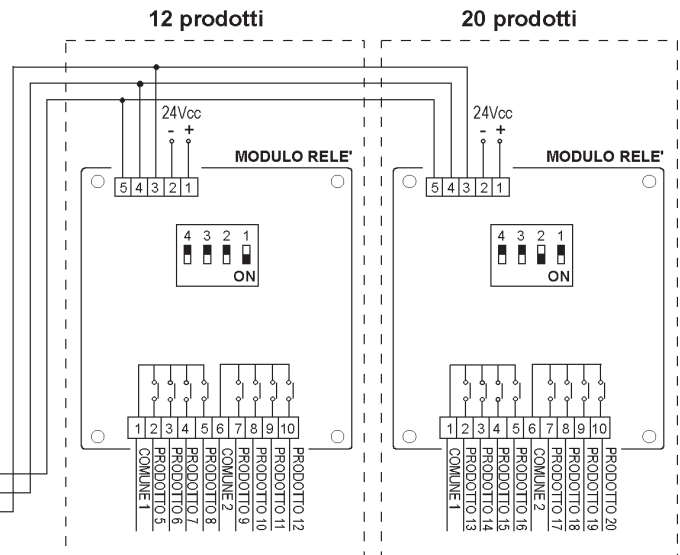 12 prodotti
20 prodotti
24Vcc
- +
MODULO RELE'
5 4 3 2 1
4 3 2 1
ON
1 2 3 4 5 6 7 8 9 10
COMUNE 1
PRODOTTO 5
PRODOTTO 6
PRODOTTO 7
PRODOTTO 8
COMUNE 2
PRODOTTO 9
PRODOTTO 10
PRODOTTO 11
PRODOTTO 12
24Vcc
- +
MODULO RELE'
5 4 3 2 1
4 3 2 1
ON
1 2 3 4 5 6 7 8 9 10
COMUNE 1
PRODOTTO 13
PRODOTTO 14
PRODOTTO 15
PRODOTTO 16
COMUNE 2
PRODOTTO 17
PRODOTTO 18
PRODOTTO 19
PRODOTTO 20